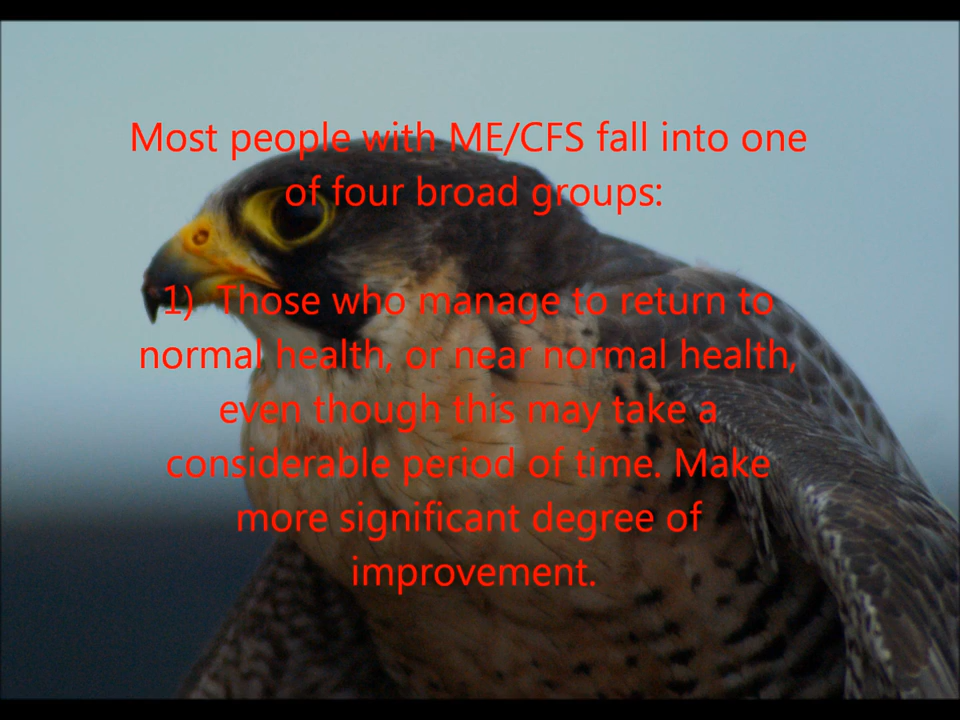 Most people with ME/CFS fall into one
of four broad groups:
1) Those who manage to return to
normal health, or near normal health,
even though this may take a
considerable period of time. Make
more significant degree of
improvement.